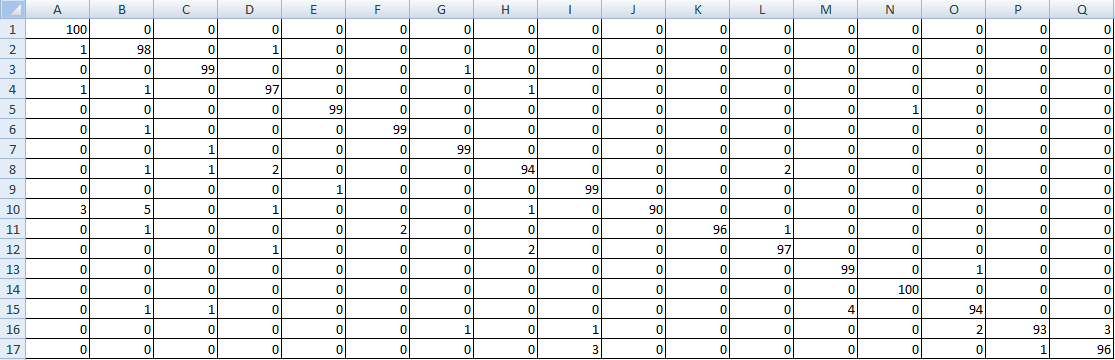 A B C D E F G H I J K L M N O P Q
1 100 0 0 0 0 0 0 0 0 0 0 0 0 0 0 0 0
2 1 98 0 1 0 0 0 0 0 0 0 0 0 0 0 0 0
3 0 0 99 0 0 0 1 0 0 0 0 0 0 0 0 0 0
4 1 1 0 97 0 0 0 1 0 0 0 0 0 0 0 0 0
5 0 0 0 0 99 0 0 0 0 0 0 0 0 1 0 0 0
6 0 1 0 0 0 99 0 0 0 0 0 0 0 0 0 0 0
7 0 0 1 0 0 0 99 0 0 0 0 0 0 0 0 0 0
8 0 1 1 2 0 0 0 94 0 0 0 2 0 0 0 0 0
9 0 0 0 0 1 0 0 0 99 0 0 0 0 0 0 0 0
10 3 5 0 1 0 0 0 1 0 90 0 0 0 0 0 0 0
11 0 1 0 0 0 2 0 0 0 0 96 1 0 0 0 0 0
12 0 0 0 1 0 0 0 2 0 0 0 97 0 0 0 0 0
13 0 0 0 0 0 0 0 0 0 0 0 0 99 0 1 0 0
14 0 0 0 0 0 0 0 0 0 0 0 0 0 100 0 0 0
15 0 1 1 0 0 0 0 0 0 0 0 0 4 0 94 0 0
16 0 0 0 0 0 0 1 0 1 0 0 0 0 0 2 93 3
17 0 0 0 0 0 0 0 0 3 0 0 0 0 0 0 1 96